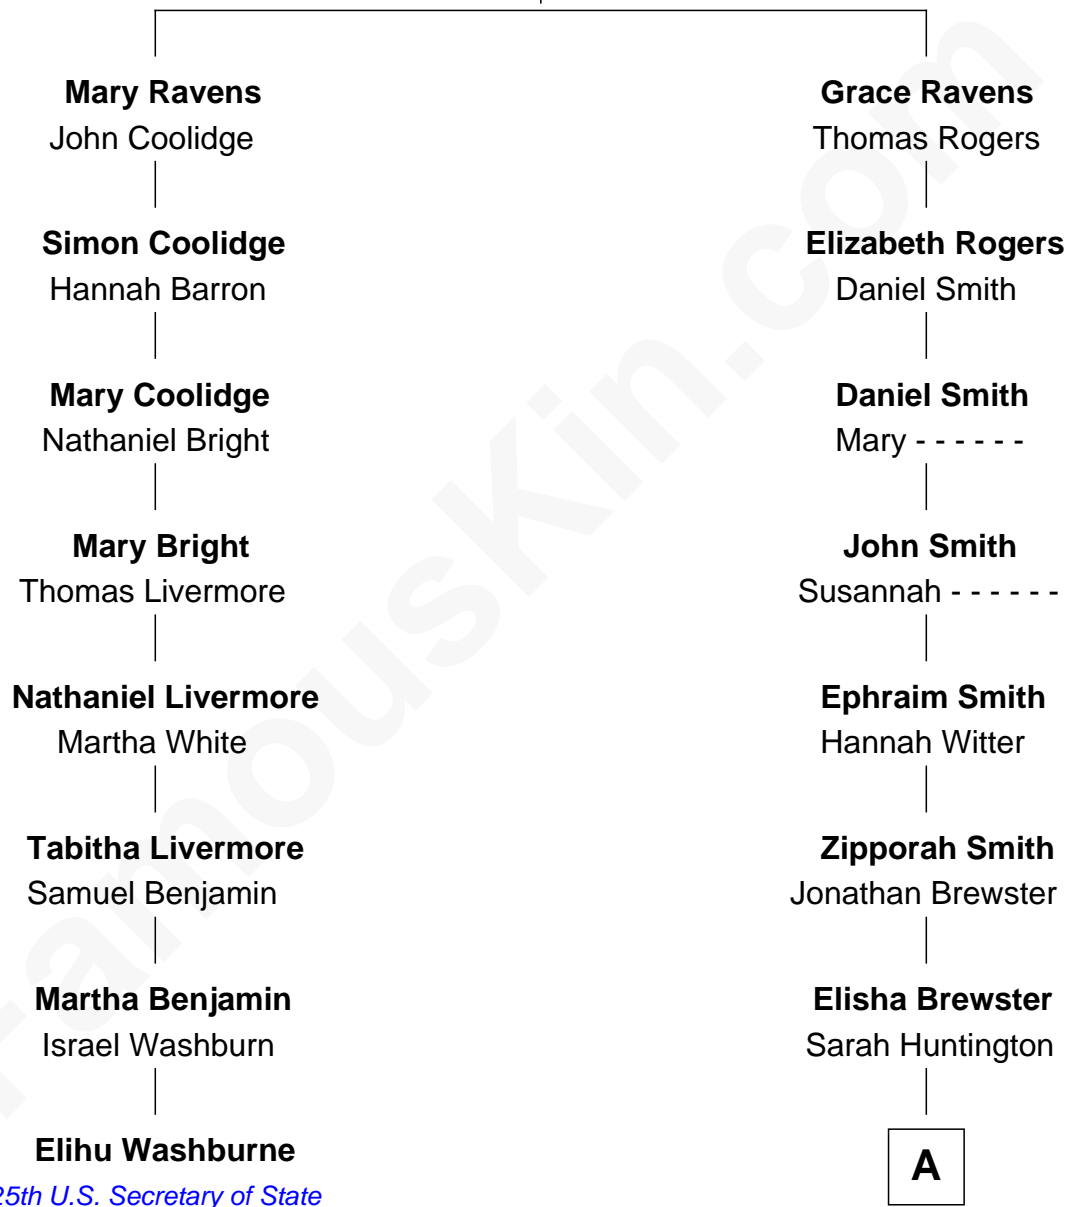 Mary Ravens
John Coolidge
Grace Ravens
Thomas Rogers
Simon Coolidge
Hannah Barron
Elizabeth Rogers
Daniel Smith
Mary Coolidge
Nathaniel Bright
Daniel Smith
Mary - - - - - -
Mary Bright
Thomas Livermore
John Smith
Susannah - - - - - -
Nathaniel Livermore
Martha White
Ephraim Smith
Hannah Witter
Tabitha Livermore
Samuel Benjamin
Zipporah Smith
Jonathan Brewster
Martha Benjamin
Israel Washburn
Elisha Brewster
Sarah Huntington
Elihu Washburne
25th U.S. Secretary of State
A
FamousKin.com